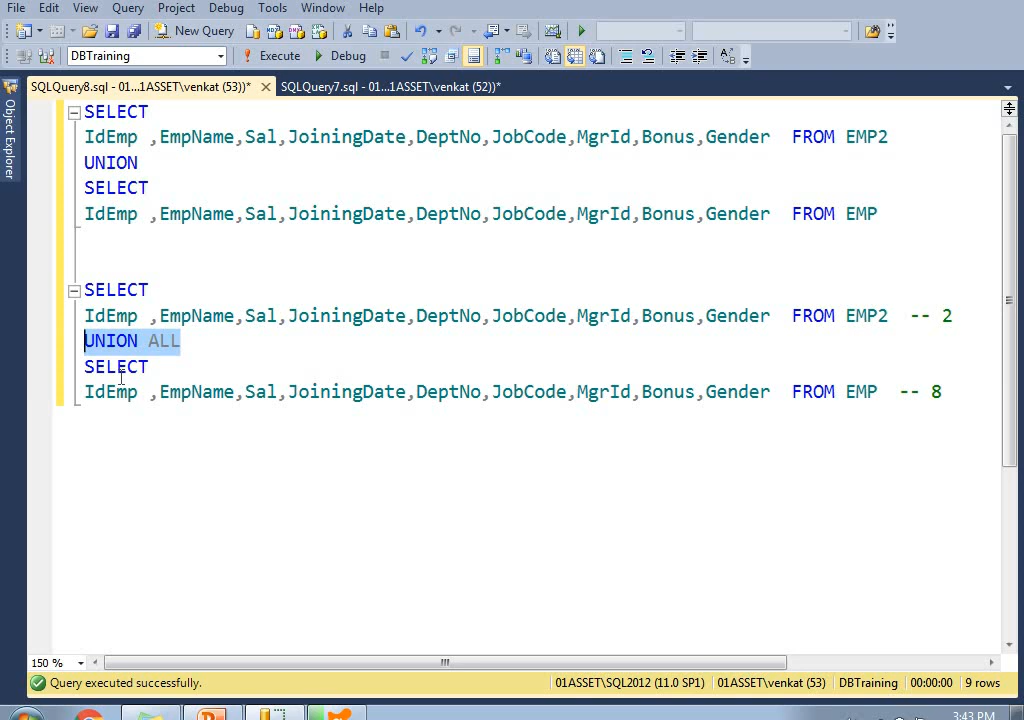 File Edit View Query Project Debug Tools Window Help
New Query
DBTraining Execute Debug
SQLQuery8.sql - 01...1ASSET\venkat (53))* SQLQuery7.sql - 01...1ASSET\venkat (52))*
Object Explorer
SELECT
IdEmp ,EmpName,Sal,JoiningDate,DeptNo,JobCode,MgrId,Bonus,Gender FROM EMP2
UNION
SELECT
IdEmp ,EmpName,Sal,JoiningDate,DeptNo,JobCode,MgrId,Bonus,Gender FROM EMP
SELECT
IdEmp ,EmpName,Sal,JoiningDate,DeptNo,JobCode,MgrId,Bonus,Gender FROM EMP2 -- 2
UNION ALL
SELECT
IdEmp ,EmpName,Sal,JoiningDate,DeptNo,JobCode,MgrId,Bonus,Gender FROM EMP -- 8
150 %
Query executed successfully. 01ASSET\SQL2012 (11.0 SP1) 01ASSET\venkat (53) DBTraining 00:00:00 9 rows
3:43 PM